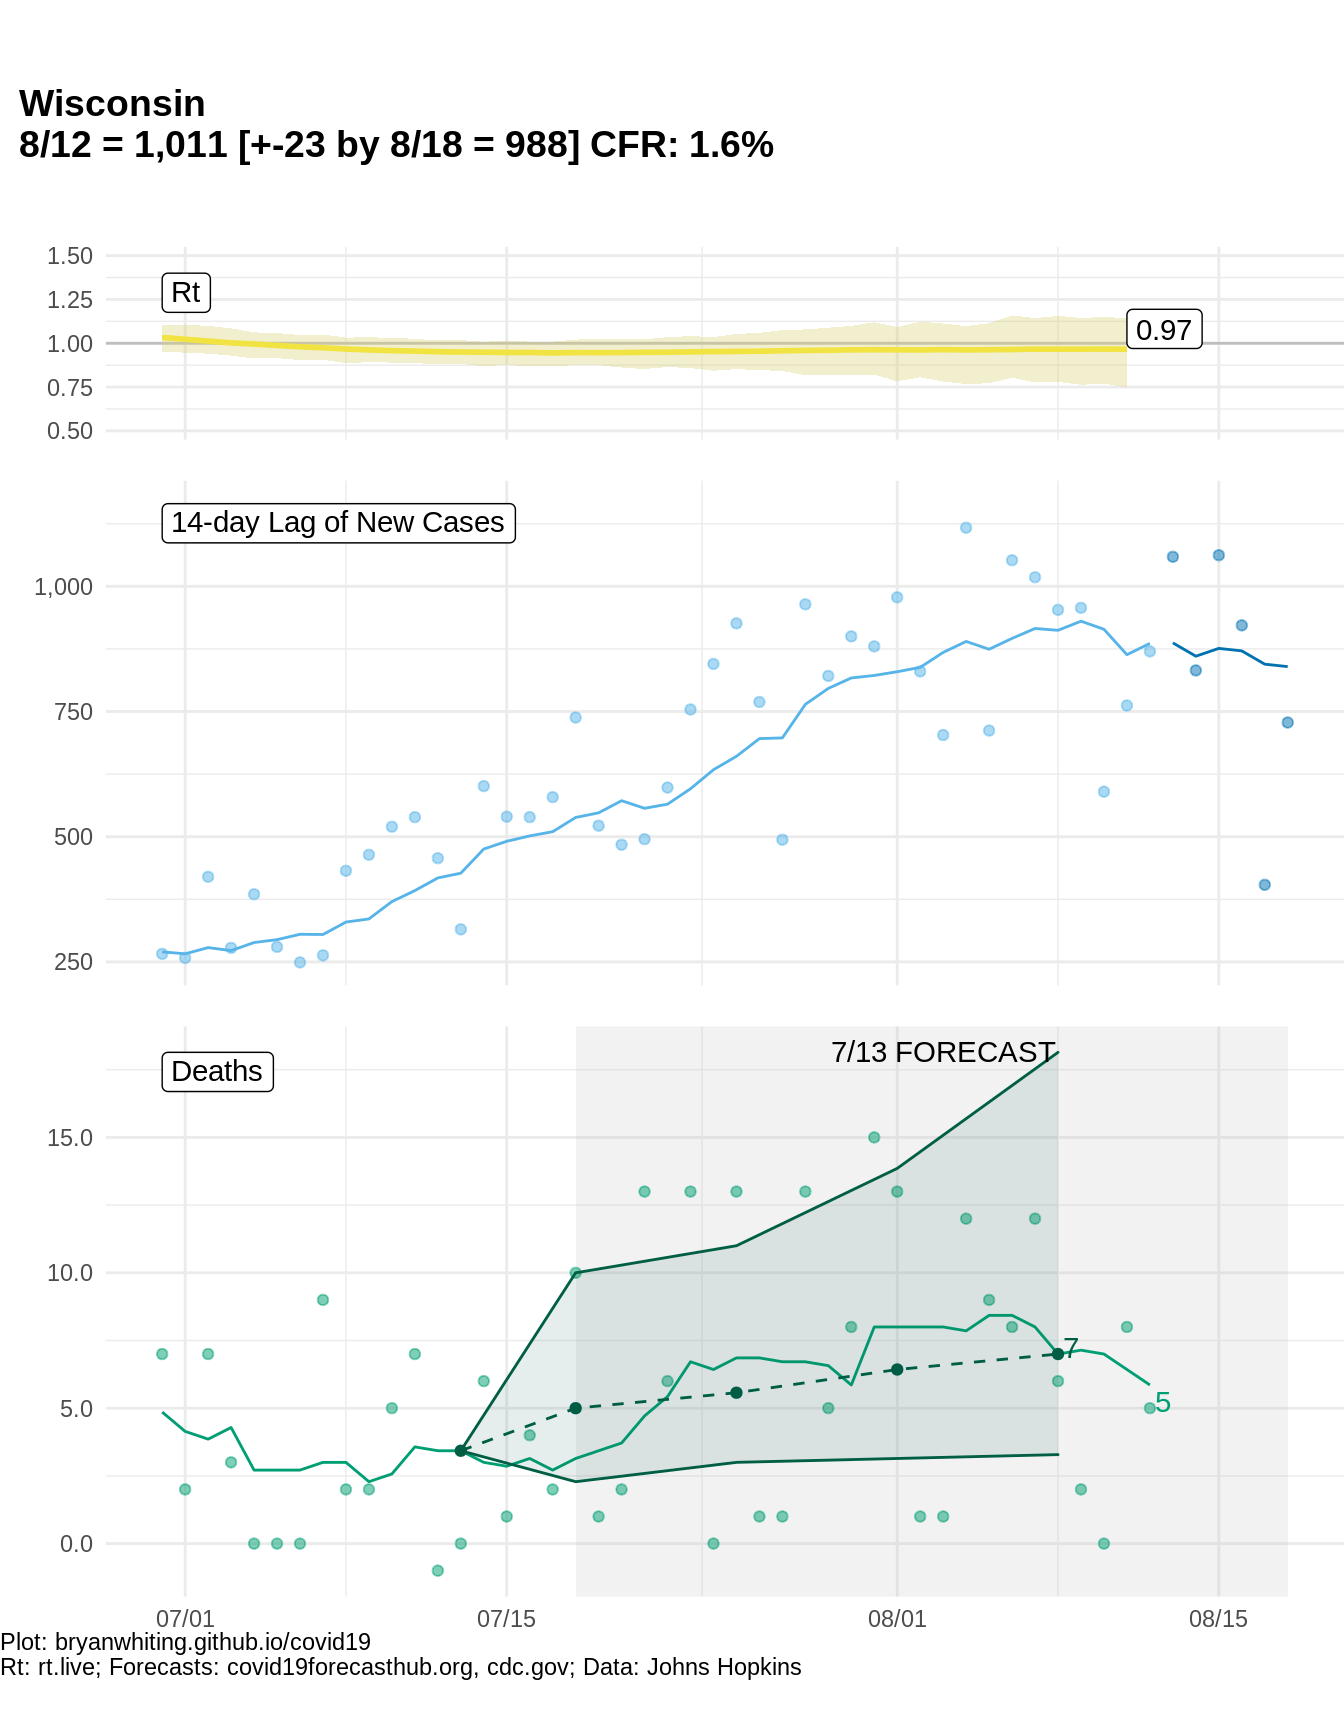 Wisconsin
8/12 = 1,011 [+-23 by 8/18 = 988] CFR: 1.6%
1.50
Rt
1.25
0.97
1.00
0.75
0.50
14-day Lag of New Cases
1,000
750
500
250
7/13 FORECAST
Deaths
15.0
10.0
7
5.0
5
0.0
07/01 07/15 08/01 08/15
Plot: bryanwhiting.github.io/covid19
Rt: rt.live; Forecasts: covid19forecasthub.org, cdc.gov; Data: Johns Hopkins